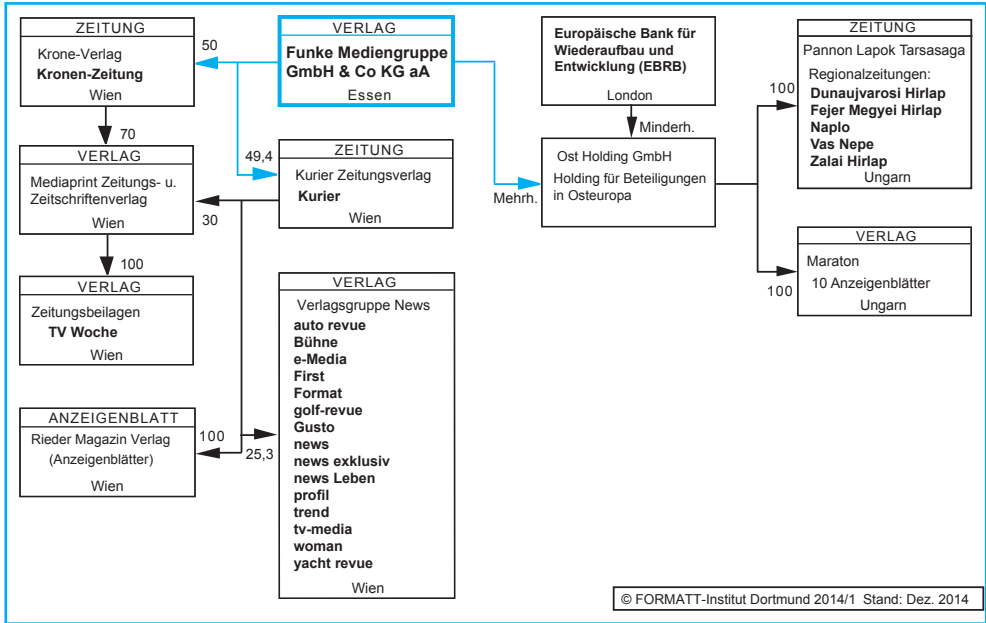 ZEITUNG
Krone-Verlag
Kronen-Zeitung
Wien
50
VERLAG
Funke Mediengruppe
GmbH & Co KG aA
Essen
Europäische Bank für
Wiederaufbau und
Entwicklung (EBRB)
London
Minderh.
ZEITUNG
Pannon Lapok Tarsasaga
Regionalzeitungen:
Dunaujvarosi Hirlap
Fejer Megyei Hirlap
Naplo
Vas Nepe
Zalai Hirlap
Ungarn
100
70
VERLAG
Mediaprint Zeitungs- u.
Zeitschriftenverlag
Wien
49,4
30
ZEITUNG
Kurier Zeitungsverlag
Kurier
Wien
Mehrh.
Ost Holding GmbH
Holding für Beteiligungen
in Osteuropa
VERLAG
Maraton
10 Anzeigenblätter
Ungarn
100
100
VERLAG
Zeitungsbeilagen
TV Woche
Wien
VERLAG
Verlagsgruppe News
auto revue
Bühne
e-Media
First
Format
golf-revue
Gusto
news
news exklusiv
news Leben
profil
trend
tv-media
woman
yacht revue
Wien
ANZEIGENBLATT
Rieder Magazin Verlag
(Anzeigenblätter)
Wien
100
25,3
© FORMATT-Institut Dortmund 2014/1 Stand: Dez. 2014